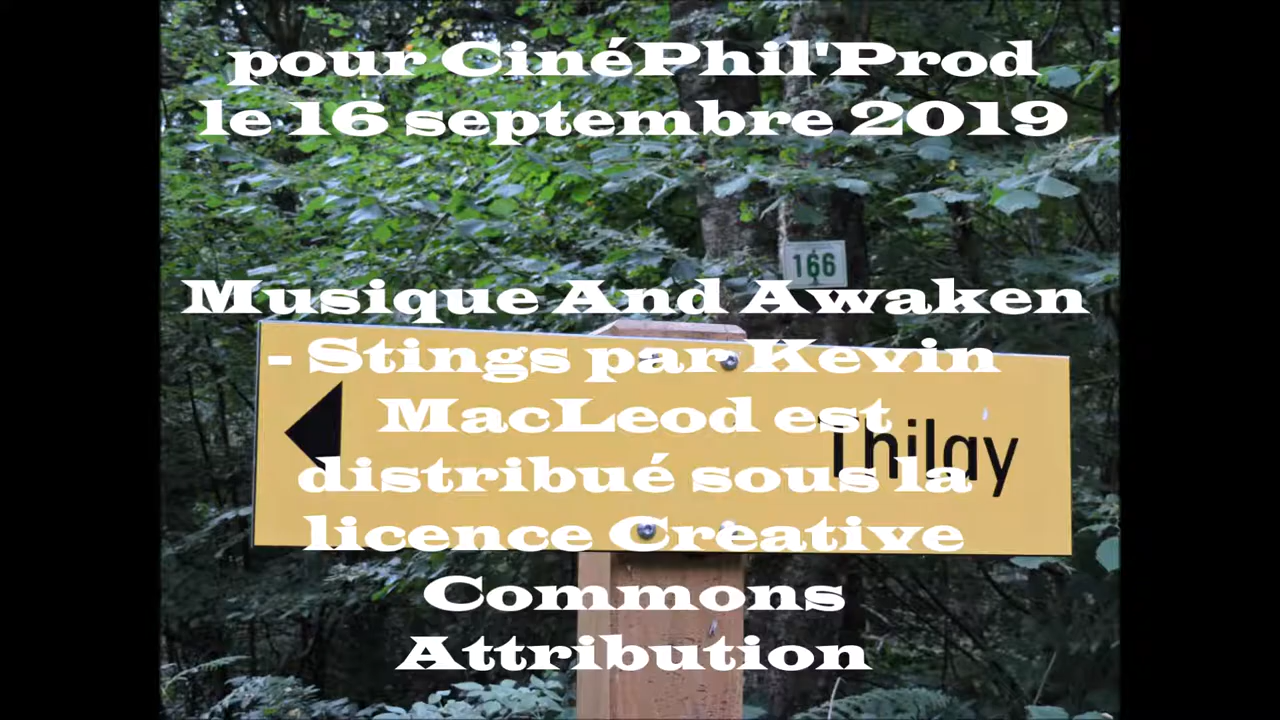 pour CinéPhil'Prod
le 16 septembre 2019
166
Musique And Awaken
- Stings par Kevin
MacLeod est
Thilay
distribué sous la
licence Creative
Commons
Attribution